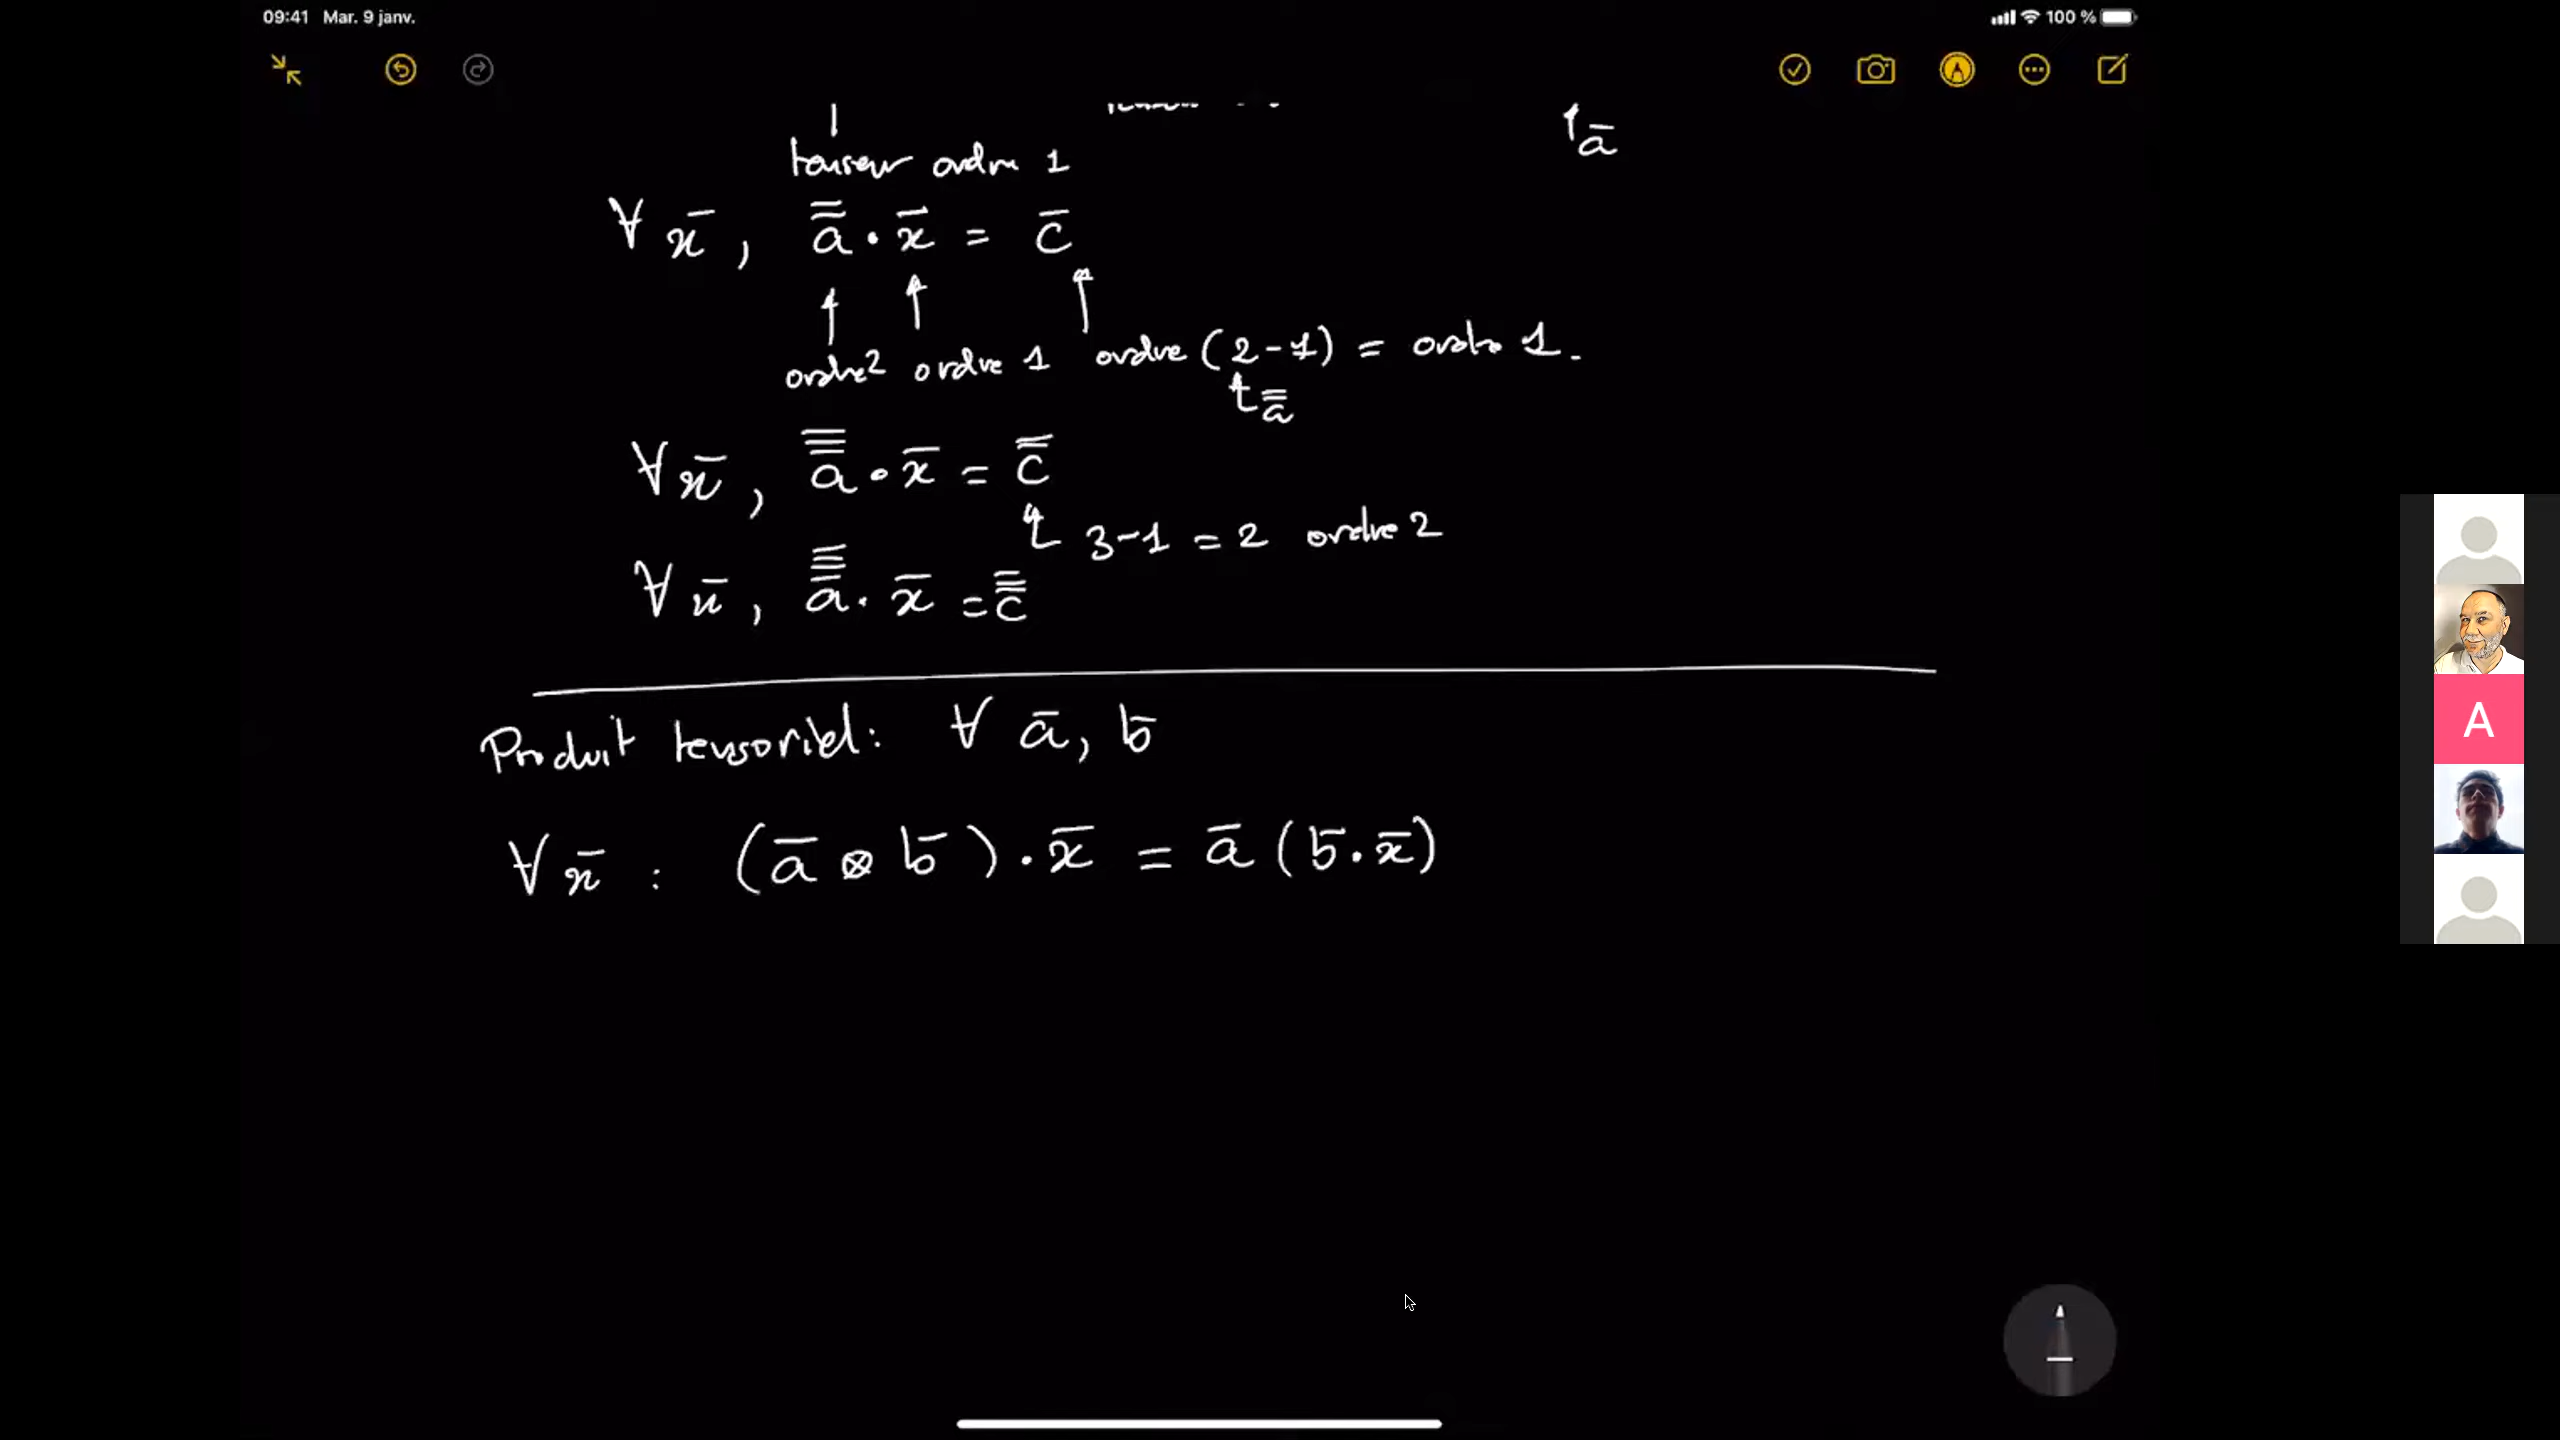 09:41 Mar. 9 janv. 100 %
a̅
tenseur ordre 1
∀ x̅, a̿ · x̅ = c̅
ordre 2 ordre 1 ordre (2-1) = ordre 1.
a̿
∀ x̅, a̿̅ · x̅ = c̿
3-1 = 2 ordre 2
∀ x̅, a̿̿ · x̅ = c̿̅
Produit tensoriel: ∀ a̅, b̅
∀ x̅ : (a̅ ⊗ b̅) · x̅ = a̅ (b̅ · x̅)
A